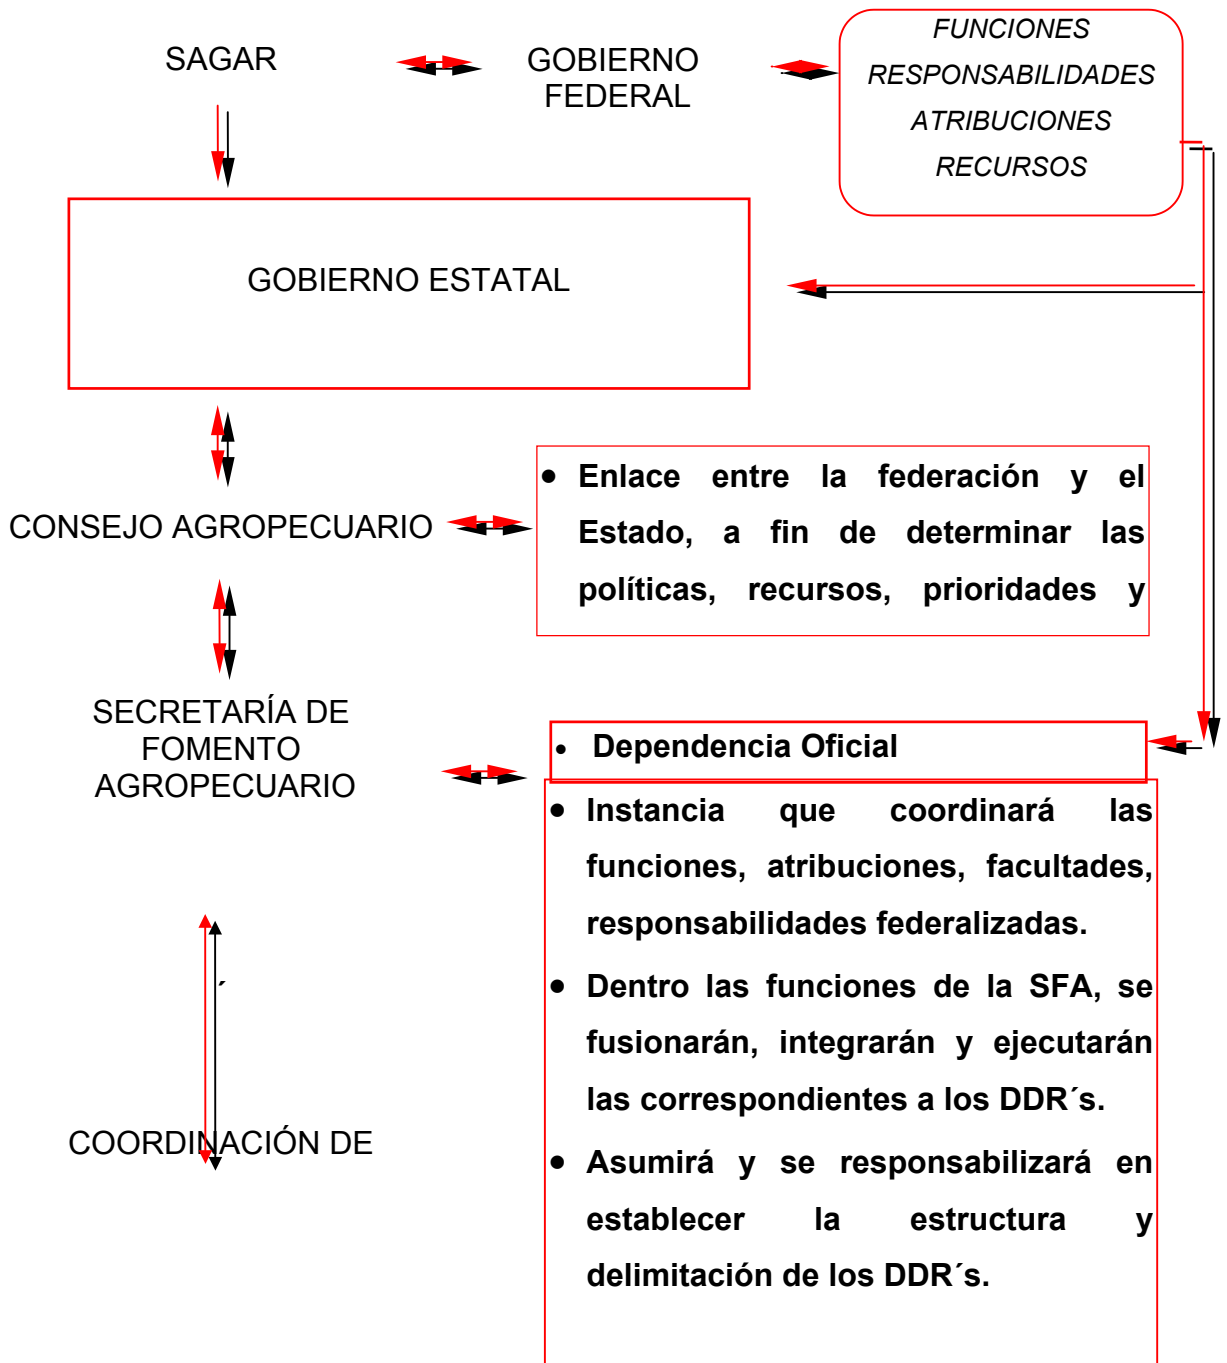 SAGAR
GOBIERNO
FEDERAL
FUNCIONES
RESPONSABILIDADES
ATRIBUCIONES
RECURSOS
GOBIERNO ESTATAL
CONSEJO AGROPECUARIO
• Enlace entre la federación y el
Estado, a fin de determinar las
políticas, recursos, prioridades y
SECRETARÍA DE
FOMENTO
AGROPECUARIO
• Dependencia Oficial
• Instancia que coordinará las
funciones, atribuciones, facultades,
responsabilidades federalizadas.
• Dentro las funciones de la SFA, se
fusionarán, integrarán y ejecutarán
las correspondientes a los DDR´s.
• Asumirá y se responsabilizará en
establecer la estructura y
delimitación de los DDR´s.
´
COORDINACIÓN DE